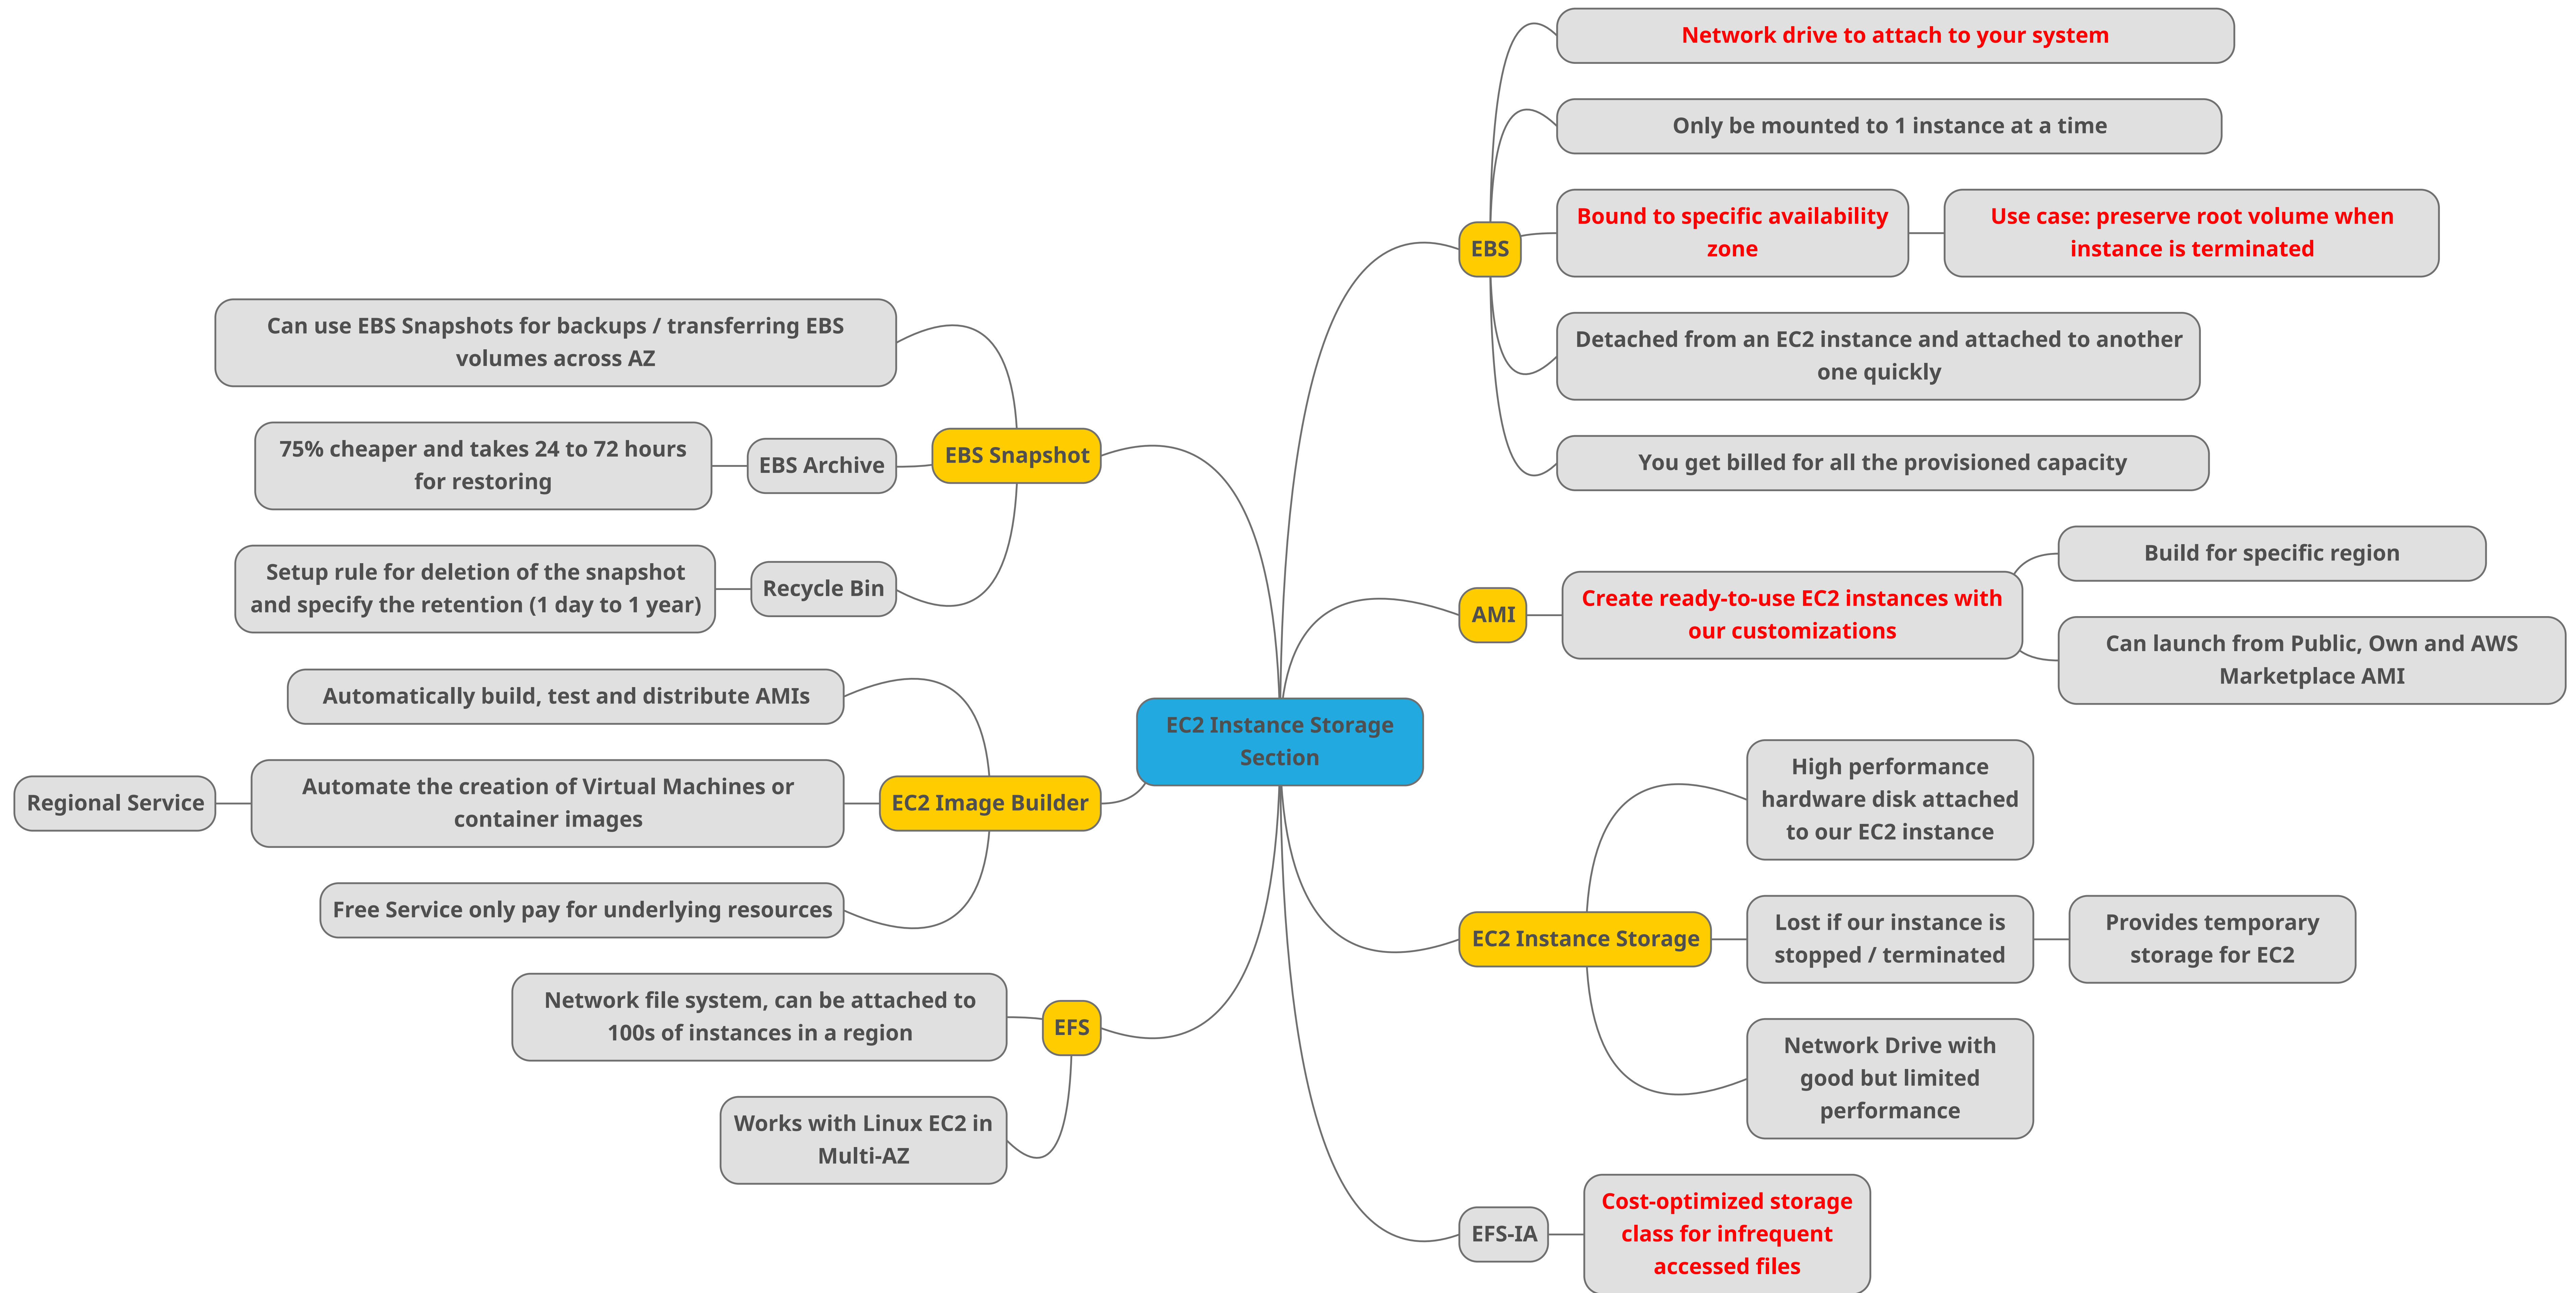 EC2 Instance Storage
Section
EBS
Network drive to attach to your system
Only be mounted to 1 instance at a time
Bound to specific availability
zone
Use case: preserve root volume when
instance is terminated
Detached from an EC2 instance and attached to another
one quickly
You get billed for all the provisioned capacity
AMI
Create ready-to-use EC2 instances with
our customizations
Build for specific region
Can launch from Public, Own and AWS
Marketplace AMI
EC2 Instance Storage
High performance
hardware disk attached
to our EC2 instance
Lost if our instance is
stopped / terminated
Provides temporary
storage for EC2
Network Drive with
good but limited
performance
EFS-IA
Cost-optimized storage
class for infrequent
accessed files
EBS Snapshot
Can use EBS Snapshots for backups / transferring EBS
volumes across AZ
EBS Archive
75% cheaper and takes 24 to 72 hours
for restoring
Recycle Bin
Setup rule for deletion of the snapshot
and specify the retention (1 day to 1 year)
EC2 Image Builder
Automatically build, test and distribute AMIs
Automate the creation of Virtual Machines or
container images
Regional Service
Free Service only pay for underlying resources
EFS
Network file system, can be attached to
100s of instances in a region
Works with Linux EC2 in
Multi-AZ